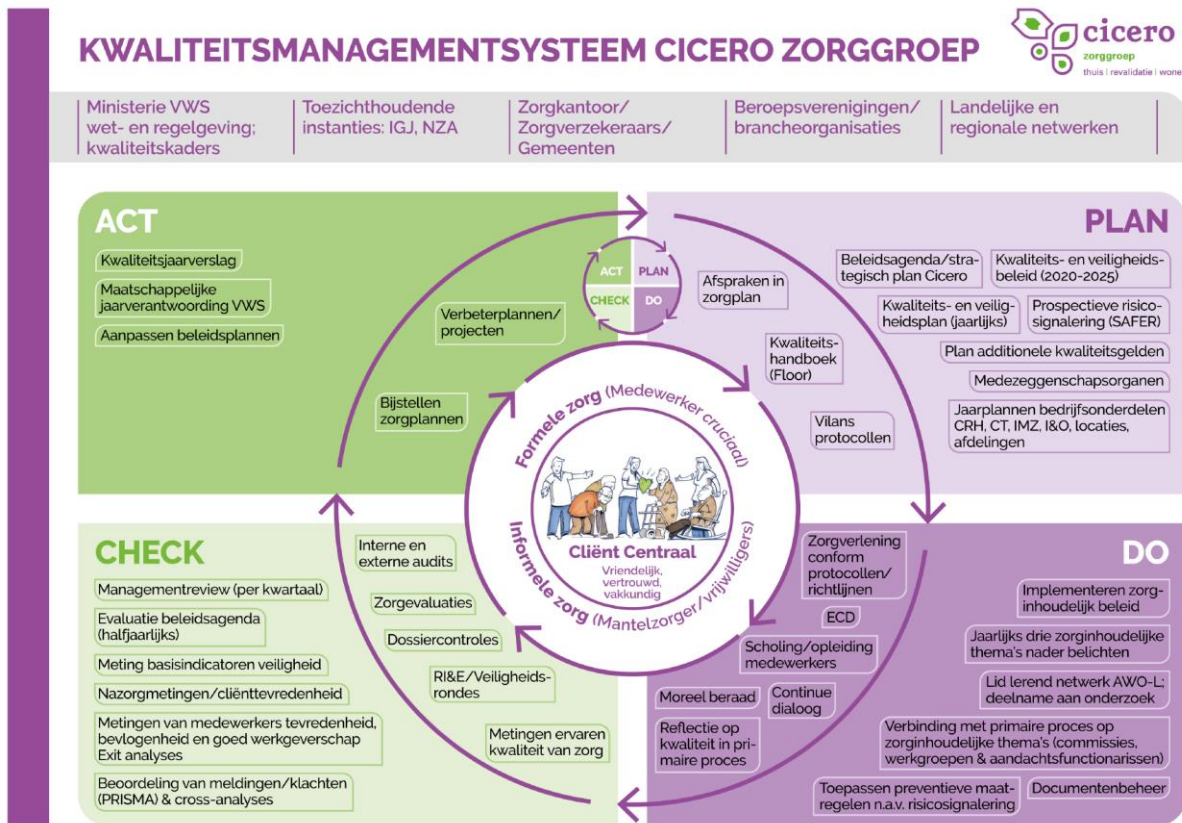 KWALITEITSMANAGEMENTSYSTEEM CICERO ZORGGROEP
cicero
zorggroep
thuis | revalidatie | wone
Ministerie VWS
wet- en regelgeving;
kwaliteitskaders
Toezichthoudende
instanties: IGJ, NZA
Zorgkantoor/
Zorgverzekeraars/
Gemeenten
Beroepsverenigingen/
brancheorganisaties
Landelijke en
regionale netwerken
ACT
Kwaliteitsjaarverslag
Maatschappelijke
jaarverantwoording VWS
Aanpassen beleidsplannen
Verbeterplannen/
projecten
Bijstellen
zorgplannen
ACT
PLAN
CHECK
DO
PLAN
Afspraken in
zorgplan
Kwaliteits-
handboek
(Floor)
Vilans
protocollen
Beleidsagenda/stra-
tegisch plan Cicero
Kwaliteits- en veiligheids-
beleid (2020-2025)
Kwaliteits- en veilig-
heidsplan (jaarlijks)
Prospectieve risico-
signalering (SAFER)
Plan additionele kwaliteitsgelden
Medezeggenschapsorganen
Jaarplannen bedrijfsonderdelen
CRH, CT, IMZ, I&O, locaties,
afdelingen
Formele zorg (Medewerker cruciaal)
Cliënt Centraal
Vriendelijk,
vertrouwd,
vakkundig
Informele zorg (Mantelzorger/vrijwilligers)
CHECK
Managementreview (per kwartaal)
Evaluatie beleidsagenda
(halfjaarlijks)
Meting basisindicatoren veiligheid
Nazorgmetingen/cliënttevredenheid
Metingen van medewerkers tevredenheid,
bevlogenheid en goed werkgeverschap
Exit analyses
Beoordeling van meldingen/klachten
(PRISMA) & cross-analyses
Interne en
externe audits
Zorgevaluaties
Dossiercontroles
RI&E/Veiligheids-
rondes
Metingen ervaren
kwaliteit van zorg
DO
Zorgverlening
conform
protocollen/
richtlijnen
ECD
Scholing/opleiding
medewerkers
Moreel beraad
Continue
dialoog
Reflectie op
kwaliteit in pri-
maire proces
Implementeren zorg-
inhoudelijk beleid
Jaarlijks drie zorginhoudelijke
thema's nader belichten
Lid lerend netwerk AWO-L;
deelname aan onderzoek
Verbinding met primaire proces op
zorginhoudelijke thema's (commissies,
werkgroepen & aandachtsfunctionarissen)
Toepassen preventieve maat-
regelen n.a.v. risicosignalering
Documentenbeheer